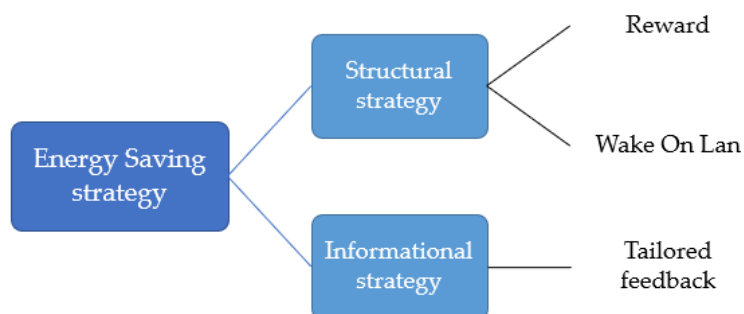 Energy Saving
strategy
Structural
strategy
Reward
Wake On Lan
Informational
strategy
Tailored
feedback